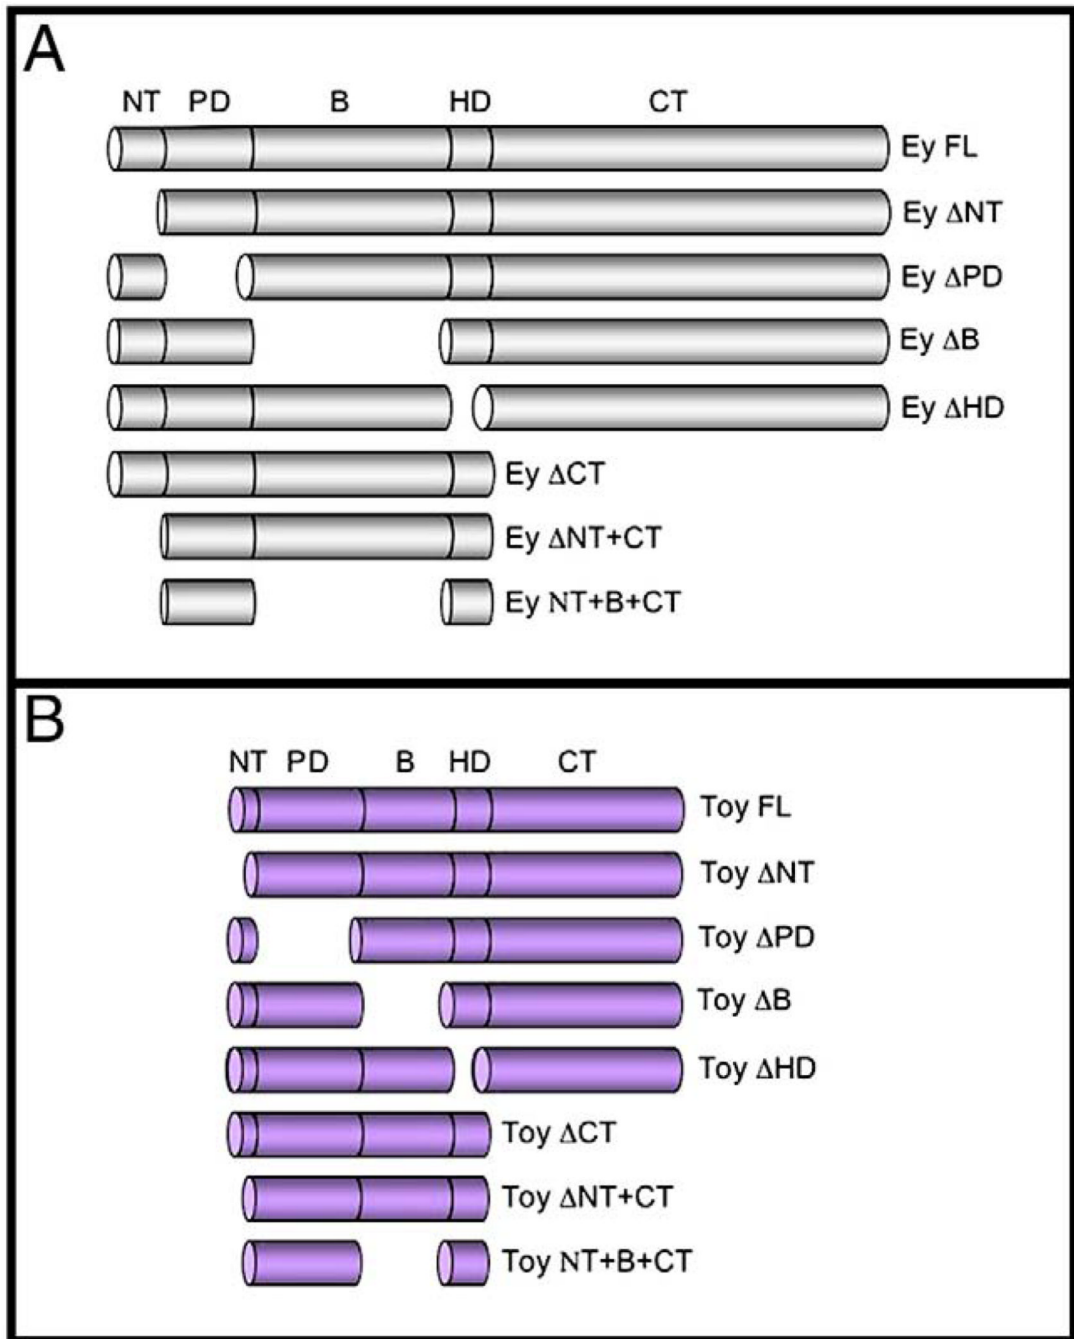 A
NT PD B HD CT
Ey FL
Ey ΔNT
Ey ΔPD
Ey ΔB
Ey ΔHD
Ey ΔCT
Ey ΔNT+CT
Ey NT+B+CT
B
NT PD B HD CT
Toy FL
Toy ΔNT
Toy ΔPD
Toy ΔB
Toy ΔHD
Toy ΔCT
Toy ΔNT+CT
Toy NT+B+CT